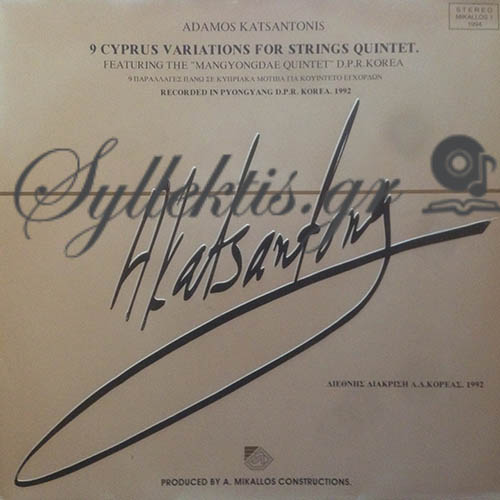 STEREO
MIKALLOS 1
1994
ADAMOS KATSANTONIS
9 CYPRUS VARIATIONS FOR STRINGS QUINTET.
FEATURING THE "MANGYONGDAE QUINTET" D.P.R.KOREA
9 ΠΑΡΑΛΛΑΓΕΣ ΠΑΝΩ ΣΕ ΚΥΠΡΙΑΚΑ ΜΟΤΙΒΑ ΓΙΑ ΚΟΥΙΝΤΕΤΟ ΕΓΧΟΡΔΩΝ
RECORDED IN PYONGYANG D.P.R. KOREA. 1992
Syllektis.gr
AKatsantonis
ΔΙΕΘΝΗΣ ΔΙΑΚΡΙΣΗ Λ.Δ.ΚΟΡΕΑΣ. 1992
PRODUCED BY A. MIKALLOS CONSTRUCTIONS.